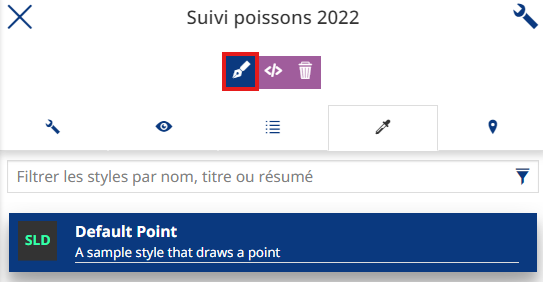 Suivi poissons 2022
</>
Filtrer les styles par nom, titre ou résumé
SLD
Default Point
A sample style that draws a point